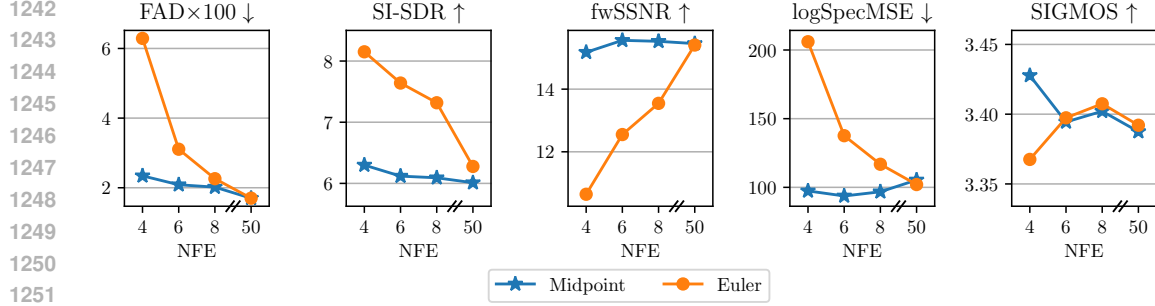 1242
1243
1244
1245
1246
1247
1248
1249
1250
1251
FAD×100 ↓
6
4
2
4 6 8 50
NFE
SI-SDR ↑
8
7
6
4 6 8 50
NFE
fwSSNR ↑
14
12
4 6 8 50
NFE
logSpecMSE ↓
200
150
100
4 6 8 50
NFE
SIGMOS ↑
3.45
3.40
3.35
4 6 8 50
NFE
Midpoint Euler